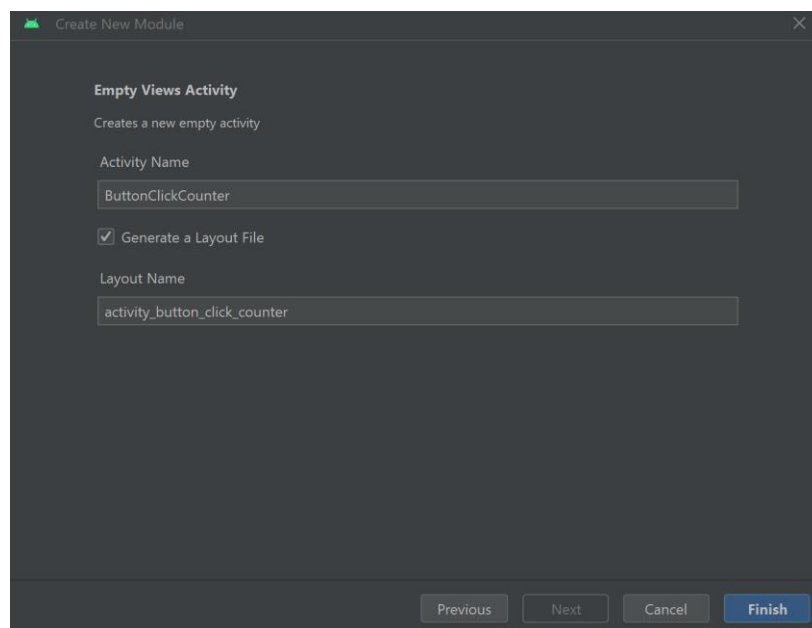 Create New Module
Empty Views Activity
Creates a new empty activity
Activity Name
ButtonClickCounter
Generate a Layout File
Layout Name
activity_button_click_counter
Previous Next Cancel Finish